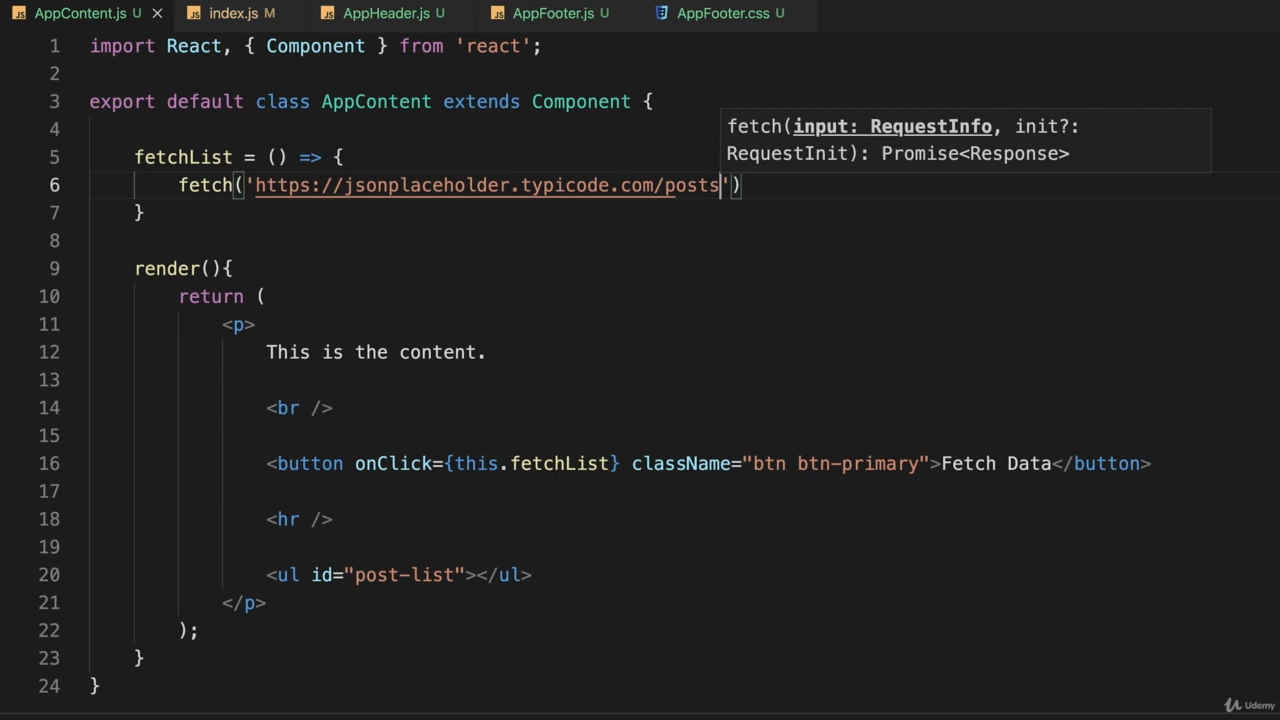 AppContent.js U
index.js M
AppHeader.js U
AppFooter.js U
AppFooter.css U
1 import React, { Component } from 'react';
2
3 export default class AppContent extends Component {
4
fetch(input: RequestInfo, init?:
RequestInit): Promise<Response>
5 fetchList = () => {
6 fetch('https://jsonplaceholder.typicode.com/posts')
7 }
8
9 render(){
10 return (
11 <p>
12 This is the content.
13
14 <br />
15
16 <button onClick={this.fetchList} className="btn btn-primary">Fetch Data</button>
17
18 <hr />
19
20 <ul id="post-list"></ul>
21 </p>
22 );
23 }
24 }
Udemy